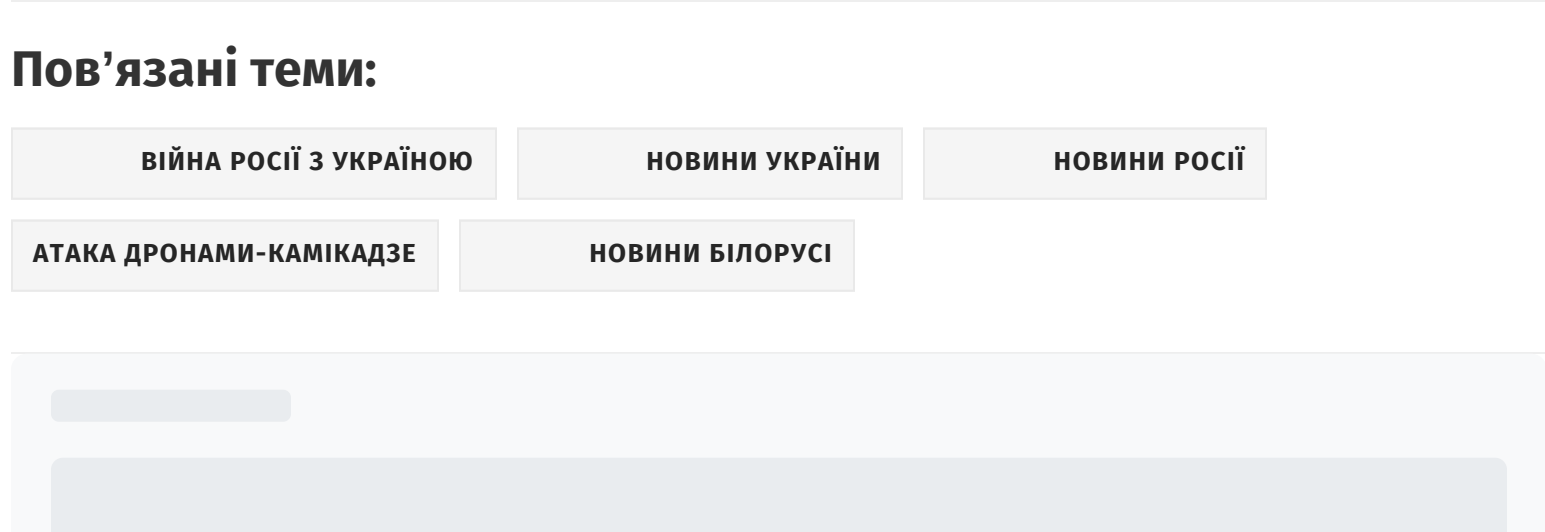 Пов’язані теми:
ВІЙНА РОСІЇ З УКРАЇНОЮ НОВИНИ УКРАЇНИ НОВИНИ РОСІЇ
АТАКА ДРОНАМИ-КАМІКАДЗЕ НОВИНИ БІЛОРУСІ